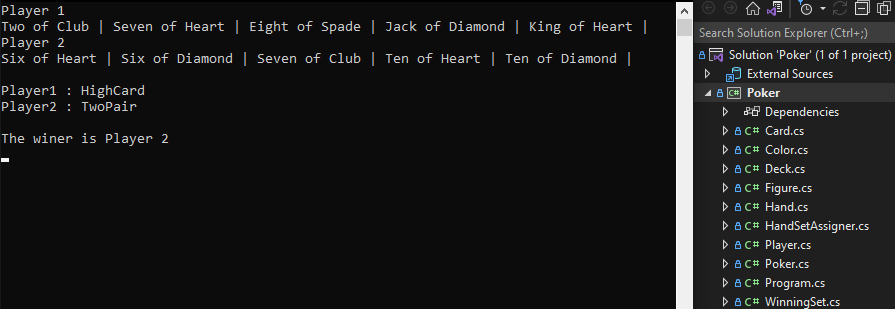 Player 1
Two of Club | Seven of Heart | Eight of Spade | Jack of Diamond | King of Heart |
Player 2
Six of Heart | Six of Diamond | Seven of Club | Ten of Heart | Ten of Diamond |
Player1 : HighCard
Player2 : TwoPair
The winer is Player 2
Search Solution Explorer (Ctrl+;)
Solution 'Poker' (1 of 1 project)
External Sources
C# Poker
Dependencies
C# Card.cs
C# Color.cs
C# Deck.cs
C# Figure.cs
C# Hand.cs
C# HandSetAssigner.cs
C# Player.cs
C# Poker.cs
C# Program.cs
C# WinningSet.cs